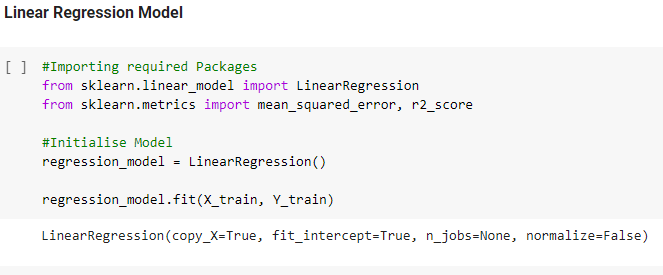 Linear Regression Model
[ ] #Importing required Packages
from sklearn.linear_model import LinearRegression
from sklearn.metrics import mean_squared_error, r2_score
#Initialise Model
regression_model = LinearRegression()
regression_model.fit(X_train, Y_train)
LinearRegression(copy_X=True, fit_intercept=True, n_jobs=None, normalize=False)